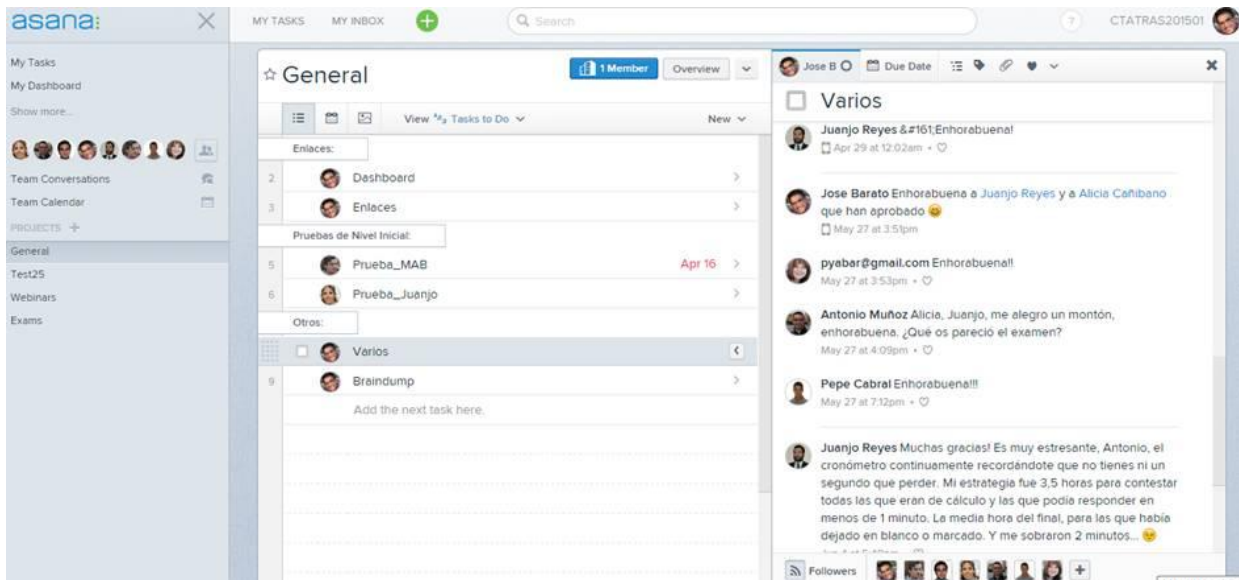 asana:
MY TASKS MY INBOX
Search
?
CTATRAS201501
My Tasks
My Dashboard
Show more...
Team Conversations
Team Calendar
PROJECTS +
General
Test25
Webinars
Exams
General
1 Member
Overview
View Tasks to Do
New
Enlaces:
2 Dashboard
3 Enlaces
Pruebas de Nivel Inicial:
5 Prueba_MAB Apr 16
6 Prueba_Juanjo
Otros:
Varios
9 Braindump
Add the next task here.
Jose B
Due Date
Varios
Juanjo Reyes &#161;Enhorabuena!
Apr 29 at 12:02am •
Jose Barato Enhorabuena a Juanjo Reyes y a Alicia Cañibano
que han aprobado 😀
May 27 at 3:51pm
pyabar@gmail.com Enhorabuena!!
May 27 at 3:53pm •
Antonio Muñoz Alicia, Juanjo, me alegro un montón,
enhorabuena. ¿Qué os pareció el examen?
May 27 at 4:09pm •
Pepe Cabral Enhorabuena!!!
May 27 at 7:12pm •
Juanjo Reyes Muchas gracias! Es muy estresante, Antonio, el
cronómetro continuamente recordándote que no tienes ni un
segundo que perder. Mi estrategia fue 3,5 horas para contestar
todas las que eran de cálculo y las que podía responder en
menos de 1 minuto. La media hora del final, para las que había
dejado en blanco o marcado. Y me sobraron 2 minutos...
Followers